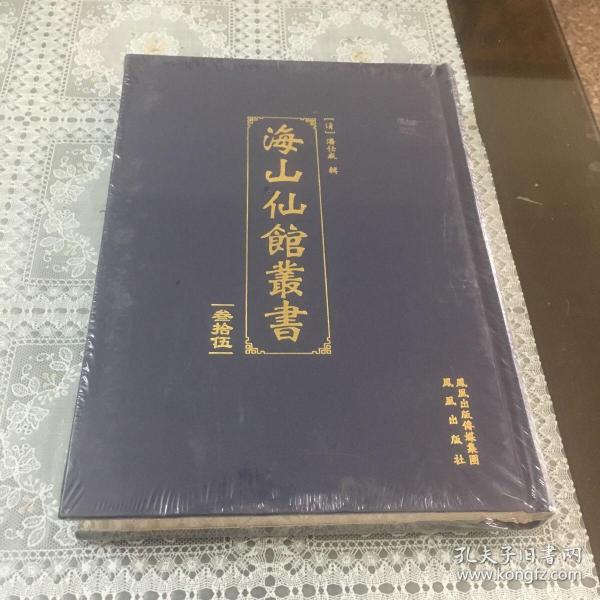 [清]潘仕成 輯
海山仙館叢書
叁拾伍
鳳凰出版傳媒集團
鳳凰出版社
孔夫子旧書网
www.kongfz.com